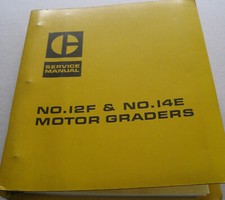 SERVICE
MANUAL
NO.12F & NO.14E
MOTOR GRADERS